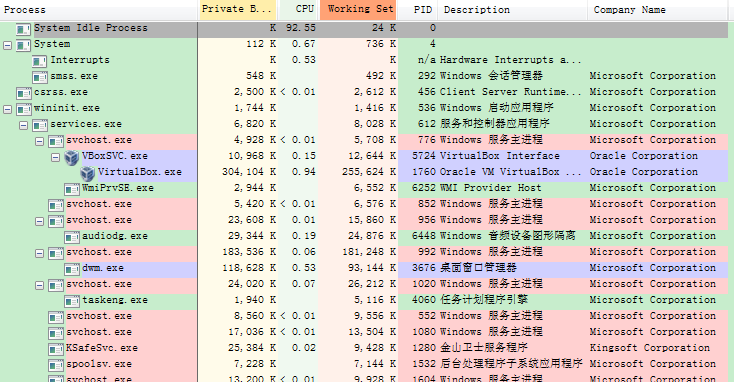 Process Private B... CPU Working Set PID Description Company Name
System Idle Process K 92.55 24 K 0
System 112 K 0.67 736 K 4
Interrupts K 0.53 K n/a Hardware Interrupts a...
smss.exe 548 K 492 K 292 Windows 会话管理器 Microsoft Corporation
csrss.exe 2,500 K < 0.01 2,612 K 456 Client Server Runtime... Microsoft Corporation
wininit.exe 1,744 K 1,416 K 536 Windows 启动应用程序 Microsoft Corporation
services.exe 6,820 K 8,028 K 612 服务和控制器应用程序 Microsoft Corporation
svchost.exe 4,928 K < 0.01 5,708 K 776 Windows 服务主进程 Microsoft Corporation
VBoxSVC.exe 10,968 K 0.15 12,644 K 5724 VirtualBox Interface Oracle Corporation
VirtualBox.exe 304,104 K 0.94 255,624 K 1760 Oracle VM VirtualBox ... Oracle Corporation
WmiPrvSE.exe 2,944 K 6,552 K 6252 WMI Provider Host Microsoft Corporation
svchost.exe 5,420 K < 0.01 6,576 K 852 Windows 服务主进程 Microsoft Corporation
svchost.exe 23,608 K 0.01 15,860 K 956 Windows 服务主进程 Microsoft Corporation
audiodg.exe 29,344 K 0.19 24,876 K 6448 Windows 音频设备图形隔离 Microsoft Corporation
svchost.exe 183,536 K 0.06 181,248 K 992 Windows 服务主进程 Microsoft Corporation
dwm.exe 118,628 K 0.53 93,144 K 3676 桌面窗口管理器 Microsoft Corporation
svchost.exe 24,020 K 0.07 26,212 K 1020 Windows 服务主进程 Microsoft Corporation
taskeng.exe 1,940 K 5,116 K 4060 任务计划程序引擎 Microsoft Corporation
svchost.exe 8,560 K < 0.01 9,556 K 552 Windows 服务主进程 Microsoft Corporation
svchost.exe 17,036 K < 0.01 13,504 K 1080 Windows 服务主进程 Microsoft Corporation
KSafeSvc.exe 25,384 K 0.02 9,428 K 1280 金山卫士服务程序 Kingsoft Corporation
spoolsv.exe 7,228 K 7,144 K 1532 后台处理程序子系统应用程序 Microsoft Corporation
svchost.exe 13,200 K < 0.01 9,928 K 1604 Windows 服务主进程 Microsoft Corporation